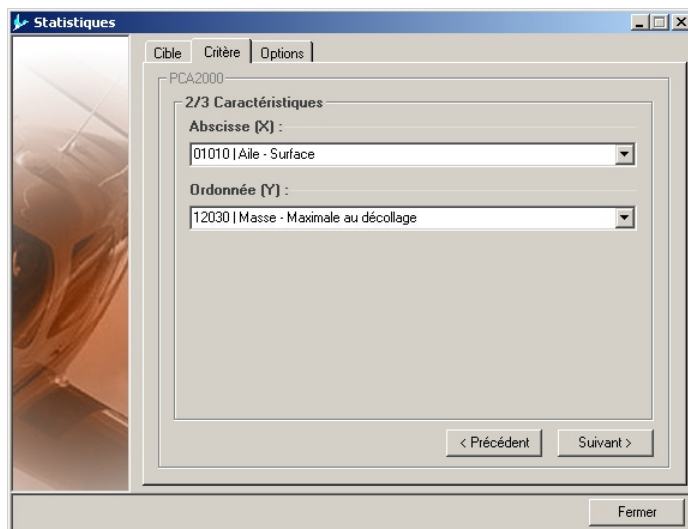 Statistiques
Cible Critère Options
PCA2000
2/3 Caractéristiques
Abscisse (X) :
01010 | Aile - Surface
Ordonnée (Y) :
12030 | Masse - Maximale au décollage
< Précédent Suivant >
Fermer